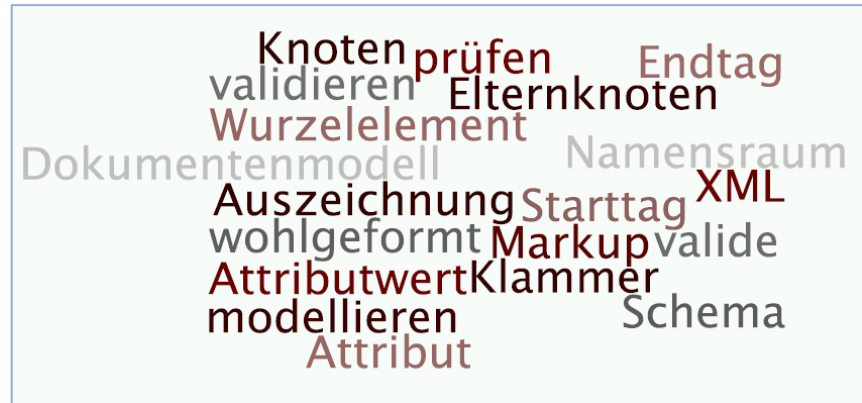 Knoten prüfen Endtag
validieren Elternknoten
Wurzelelement
Dokumentenmodell Namensraum
Auszeichnung Starttag XML
wohlgeformt Markup valide
Attributwert Klammer
modellieren Schema
Attribut